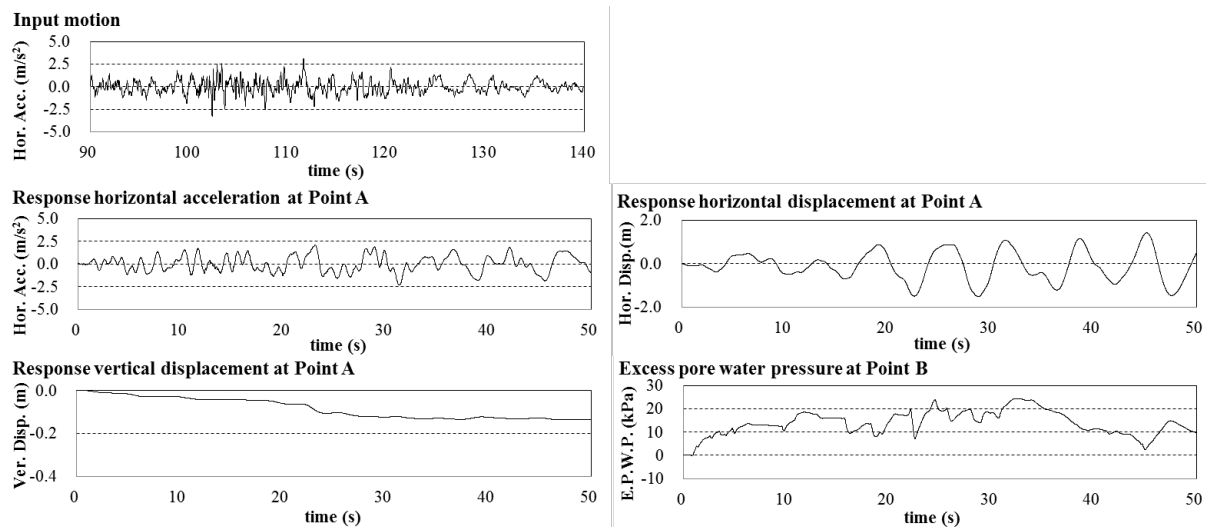 Input motion
Hor. Acc. (m/s²)
5.0
2.5
0.0
-2.5
-5.0
90 100 110 120 130 140
time (s)
Response horizontal acceleration at Point A
Hor. Acc. (m/s²)
5.0
2.5
0.0
-2.5
-5.0
0 10 20 30 40 50
time (s)
Response horizontal displacement at Point A
Hor. Disp.(m)
2.0
0.0
-2.0
0 10 20 30 40 50
time (s)
Response vertical displacement at Point A
Ver. Disp. (m)
0.0
-0.2
-0.4
0 10 20 30 40 50
time (s)
Excess pore water pressure at Point B
E.P.W.P. (kPa)
30
20
10
0
-10
0 10 20 30 40 50
time (s)